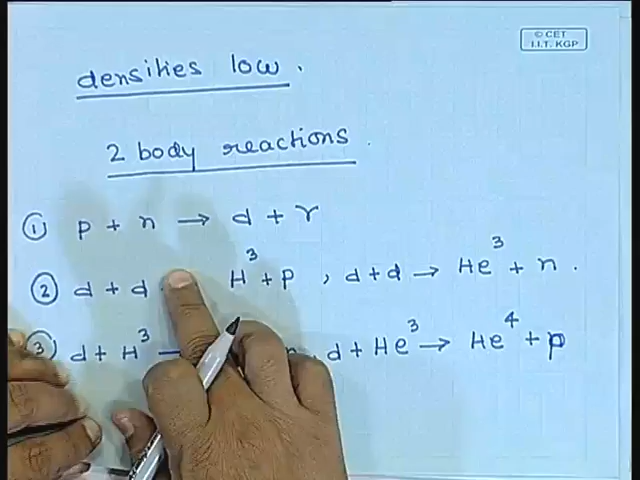 © CET
I.I.T. KGP
densities low.
2 body reactions.
① p + n → d + γ
② d + d H³ + p , d + d → He³ + n .
③ d + H³ — n , d + He³ → He⁴ + p